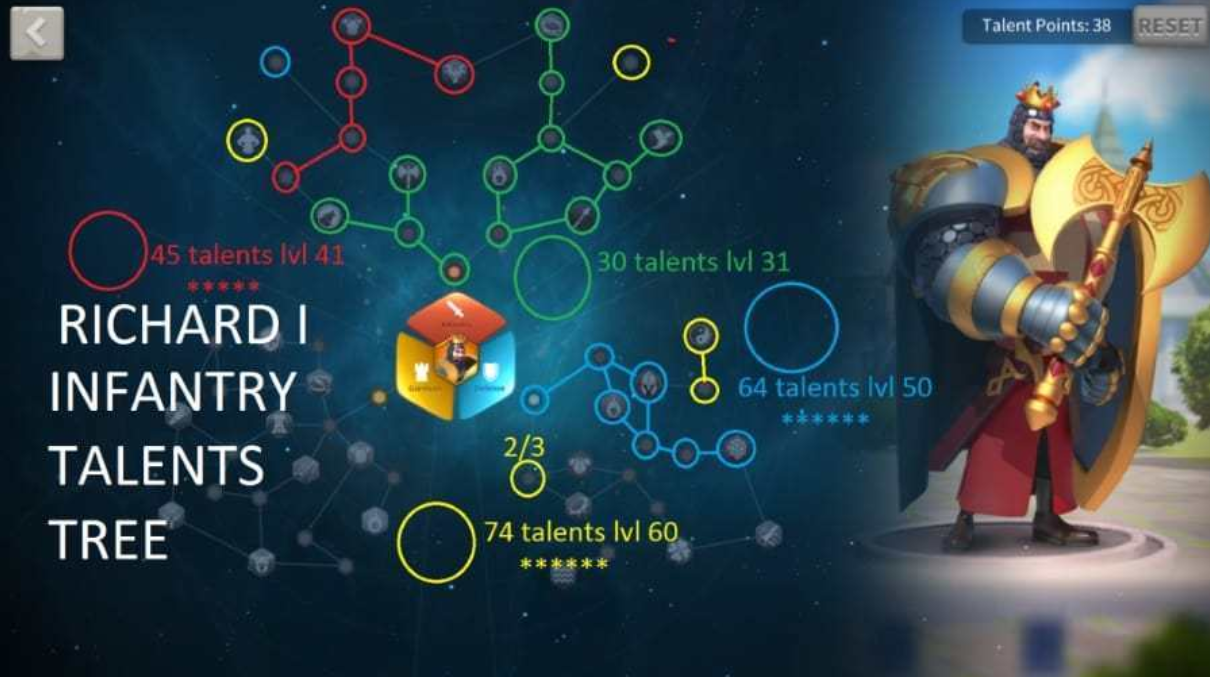 Talent Points: 38
RESET
45 talents lvl 41
*****
30 talents lvl 31
RICHARD I
INFANTRY
TALENTS
TREE
64 talents lvl 50
******
2/3
74 talents lvl 60
******